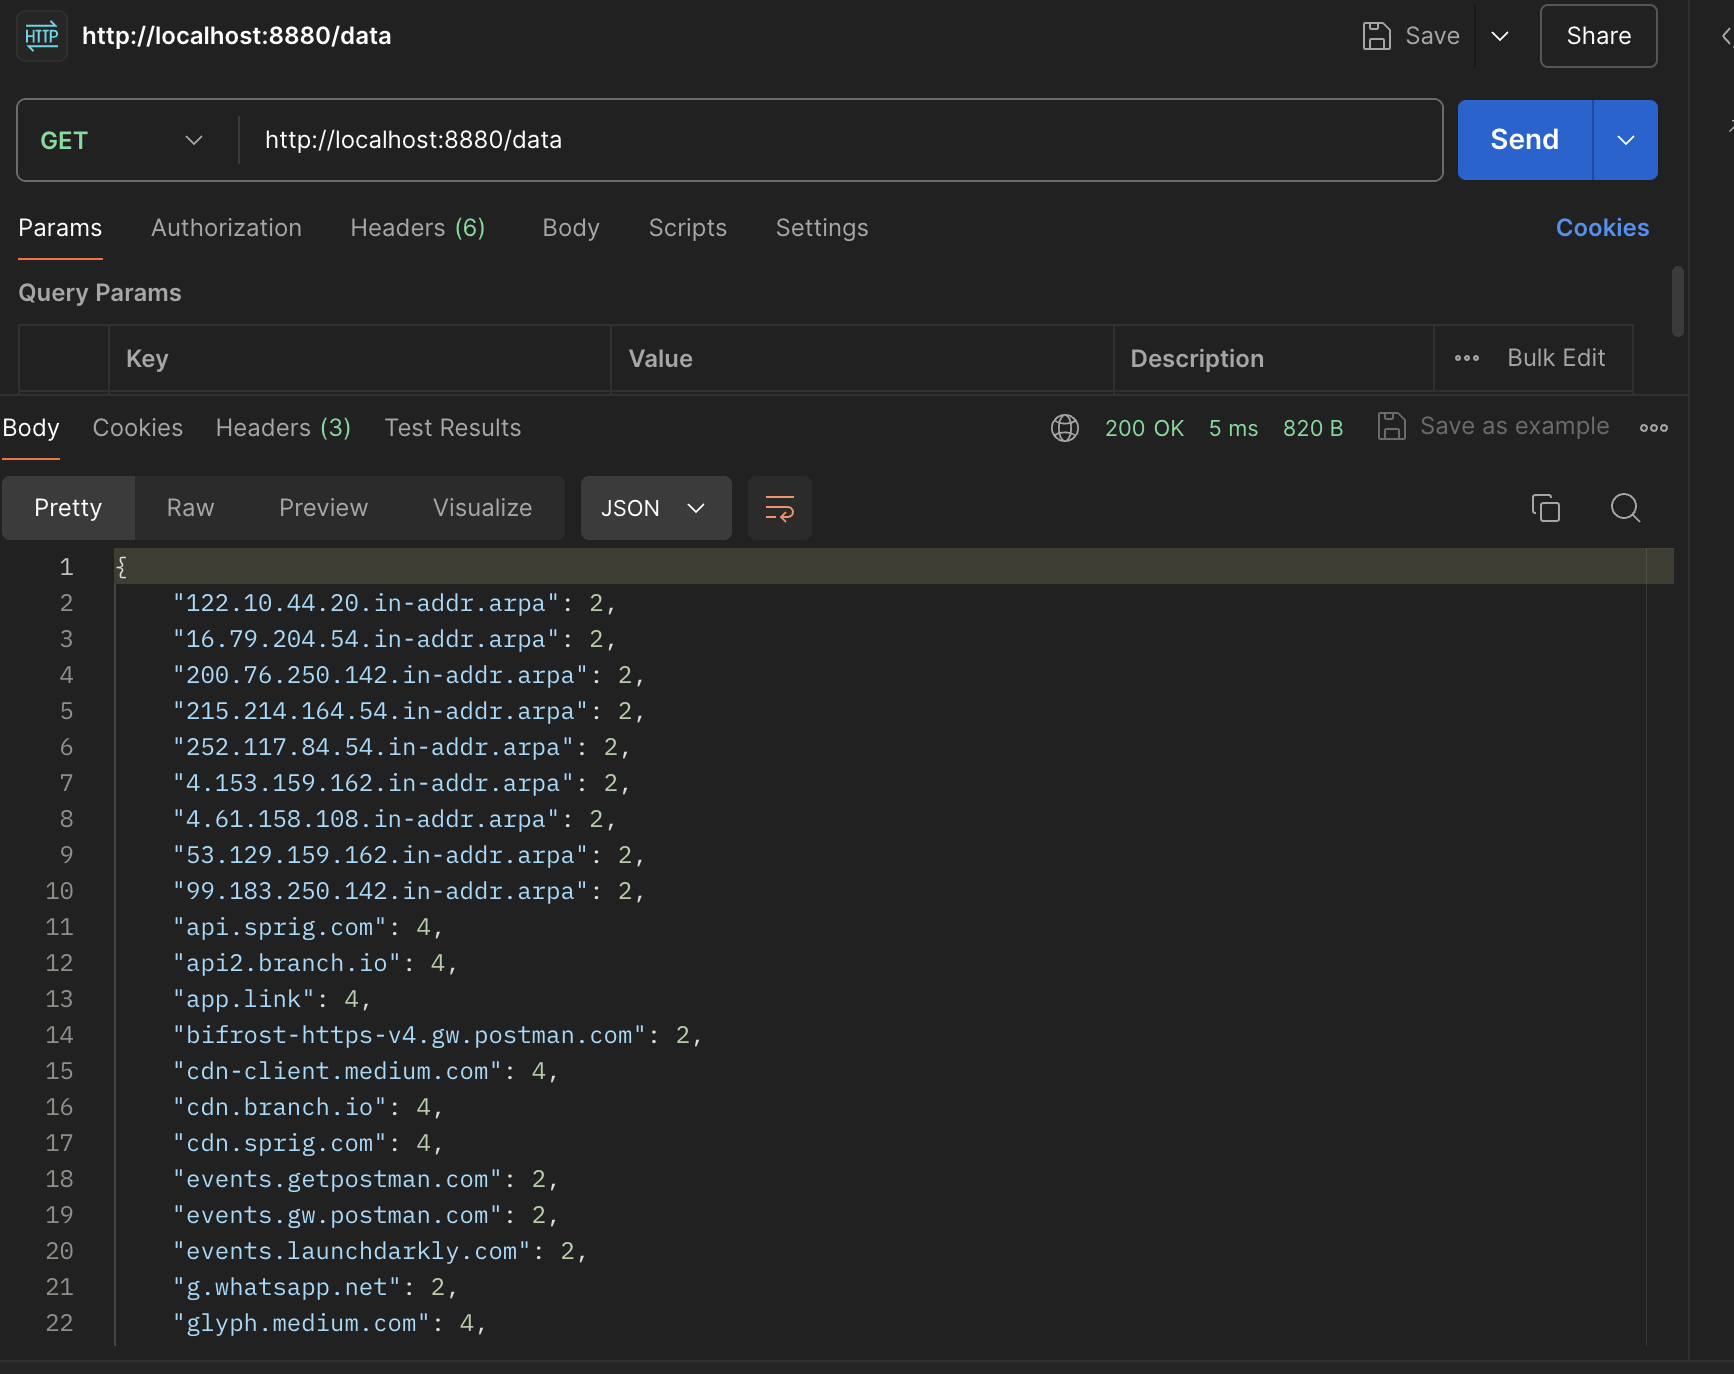 HTTP http://localhost:8880/data Save Share
GET http://localhost:8880/data Send
Params Authorization Headers (6) Body Scripts Settings Cookies
Query Params
Key Value Description Bulk Edit
Body Cookies Headers (3) Test Results 200 OK 5 ms 820 B Save as example
Pretty Raw Preview Visualize JSON
1 {
2 "122.10.44.20.in-addr.arpa": 2,
3 "16.79.204.54.in-addr.arpa": 2,
4 "200.76.250.142.in-addr.arpa": 2,
5 "215.214.164.54.in-addr.arpa": 2,
6 "252.117.84.54.in-addr.arpa": 2,
7 "4.153.159.162.in-addr.arpa": 2,
8 "4.61.158.108.in-addr.arpa": 2,
9 "53.129.159.162.in-addr.arpa": 2,
10 "99.183.250.142.in-addr.arpa": 2,
11 "api.sprig.com": 4,
12 "api2.branch.io": 4,
13 "app.link": 4,
14 "bifrost-https-v4.gw.postman.com": 2,
15 "cdn-client.medium.com": 4,
16 "cdn.branch.io": 4,
17 "cdn.sprig.com": 4,
18 "events.getpostman.com": 2,
19 "events.gw.postman.com": 2,
20 "events.launchdarkly.com": 2,
21 "g.whatsapp.net": 2,
22 "glyph.medium.com": 4,